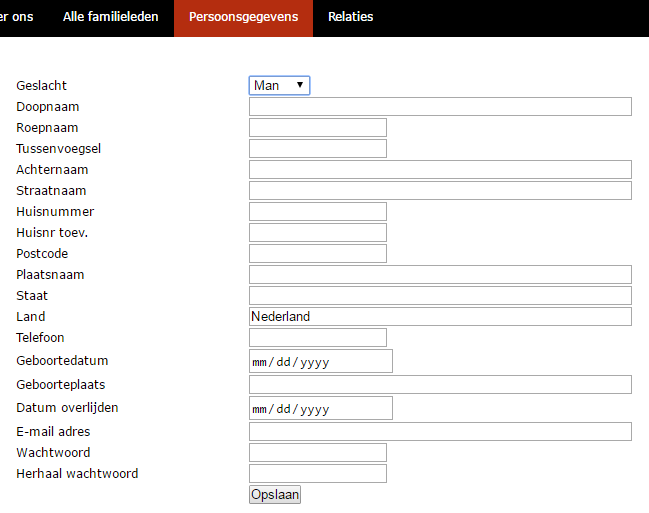 er ons Alle familieleden Persoonsgegevens Relaties
Geslacht Man
Doopnaam
Roepnaam
Tussenvoegsel
Achternaam
Straatnaam
Huisnummer
Huisnr toev.
Postcode
Plaatsnaam
Staat
Land Nederland
Telefoon
Geboortedatum mm/dd/yyyy
Geboorteplaats
Datum overlijden mm/dd/yyyy
E-mail adres
Wachtwoord
Herhaal wachtwoord
Opslaan